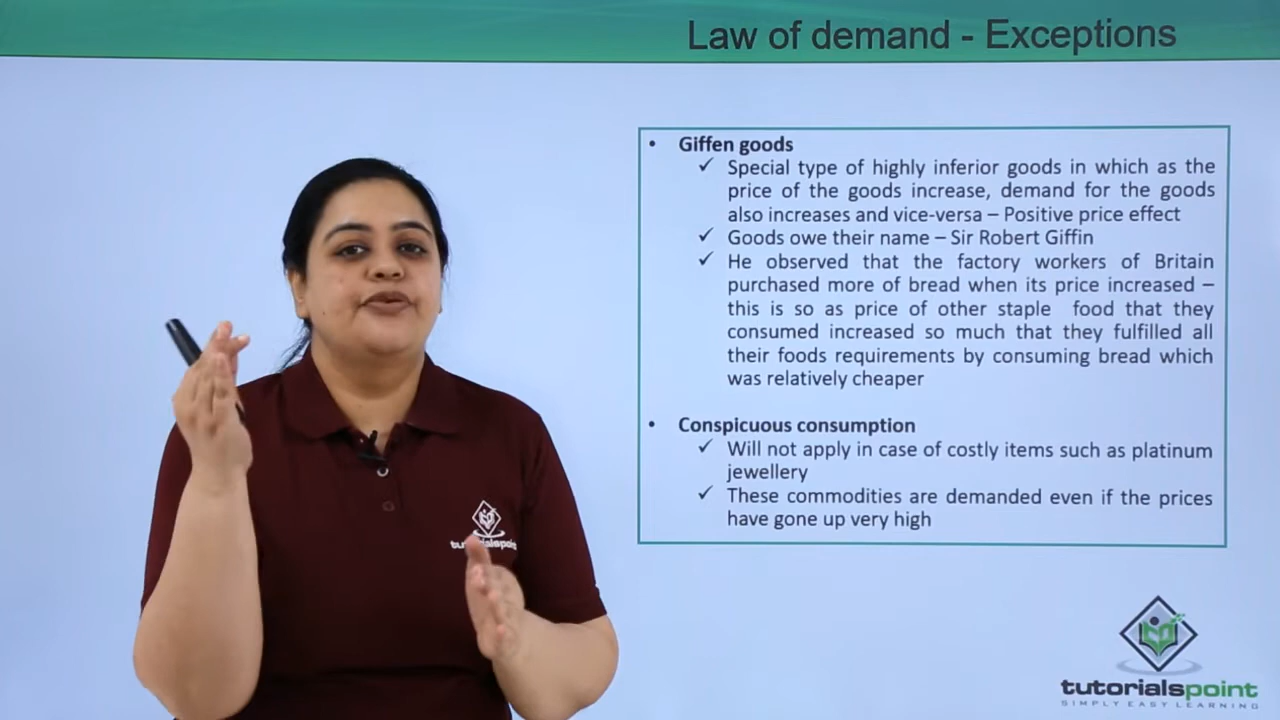 Law of demand - Exceptions
• Giffen goods
✓ Special type of highly inferior goods in which as the
price of the goods increase, demand for the goods
also increases and vice-versa – Positive price effect
✓ Goods owe their name – Sir Robert Giffin
✓ He observed that the factory workers of Britain
purchased more of bread when its price increased –
this is so as price of other staple food that they
consumed increased so much that they fulfilled all
their foods requirements by consuming bread which
was relatively cheaper
• Conspicuous consumption
✓ Will not apply in case of costly items such as platinum
jewellery
✓ These commodities are demanded even if the prices
have gone up very high
tutorialspoint
SIMPLY EASY LEARNING